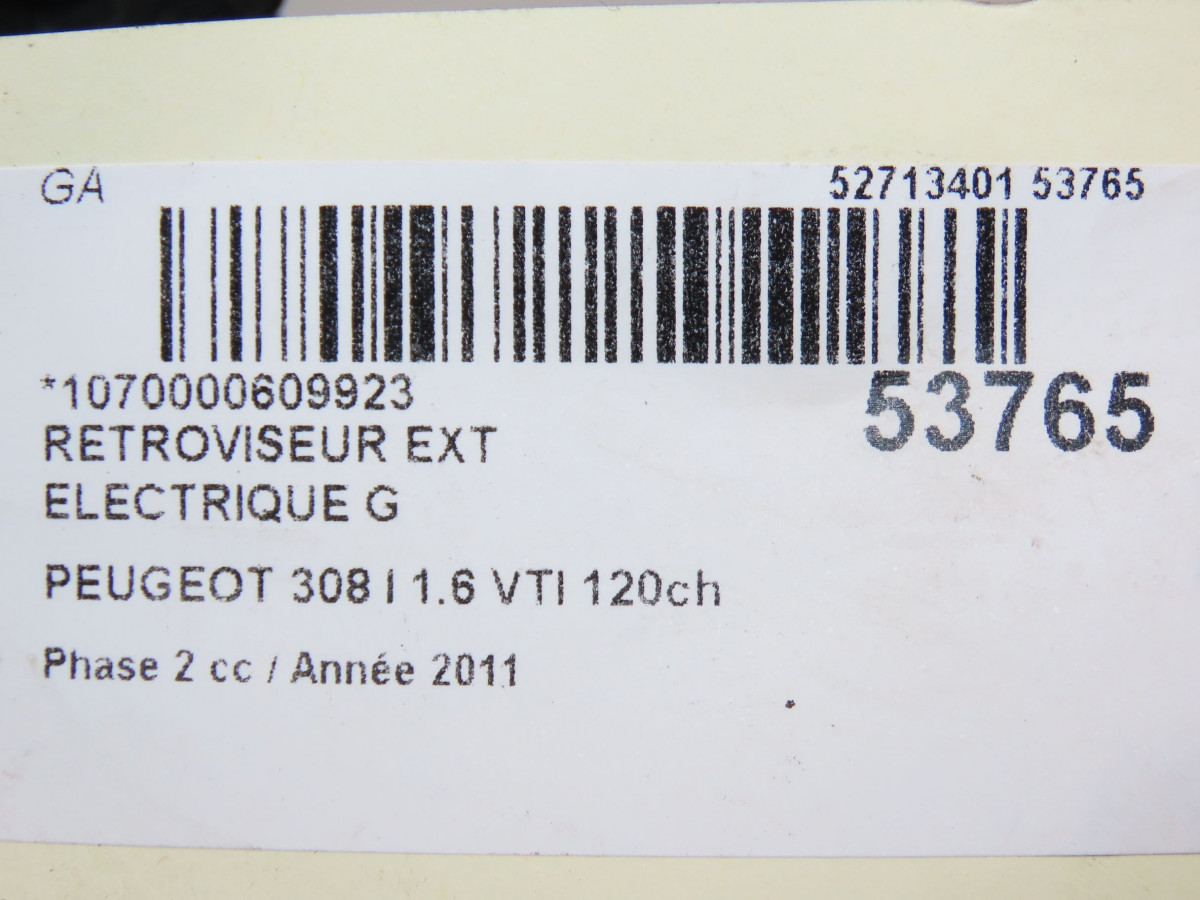 GA 52713401 53765
*1070000609923
53765
RETROVISEUR EXT
ELECTRIQUE G
PEUGEOT 308 I 1.6 VTI 120ch
Phase 2 cc / Année 2011